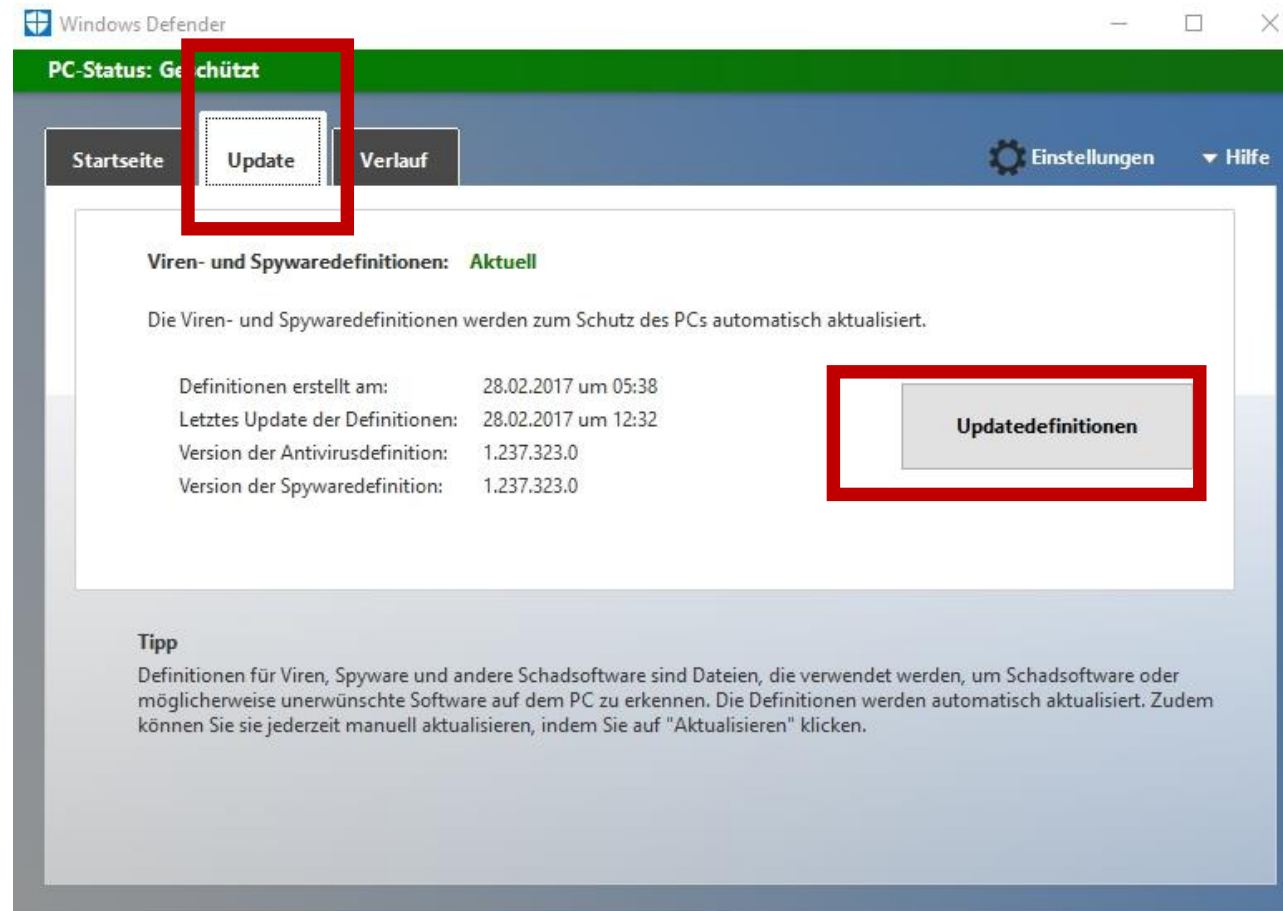 Windows Defender
PC-Status: Geschützt
Startseite Update Verlauf Einstellungen Hilfe
Viren- und Spywaredefinitionen: Aktuell
Die Viren- und Spywaredefinitionen werden zum Schutz des PCs automatisch aktualisiert.
Definitionen erstellt am: 28.02.2017 um 05:38
Letztes Update der Definitionen: 28.02.2017 um 12:32
Version der Antivirusdefinition: 1.237.323.0
Version der Spywaredefinition: 1.237.323.0
Updatedefinitionen
Tipp
Definitionen für Viren, Spyware und andere Schadsoftware sind Dateien, die verwendet werden, um Schadsoftware oder
möglicherweise unerwünschte Software auf dem PC zu erkennen. Die Definitionen werden automatisch aktualisiert. Zudem
können Sie sie jederzeit manuell aktualisieren, indem Sie auf "Aktualisieren" klicken.